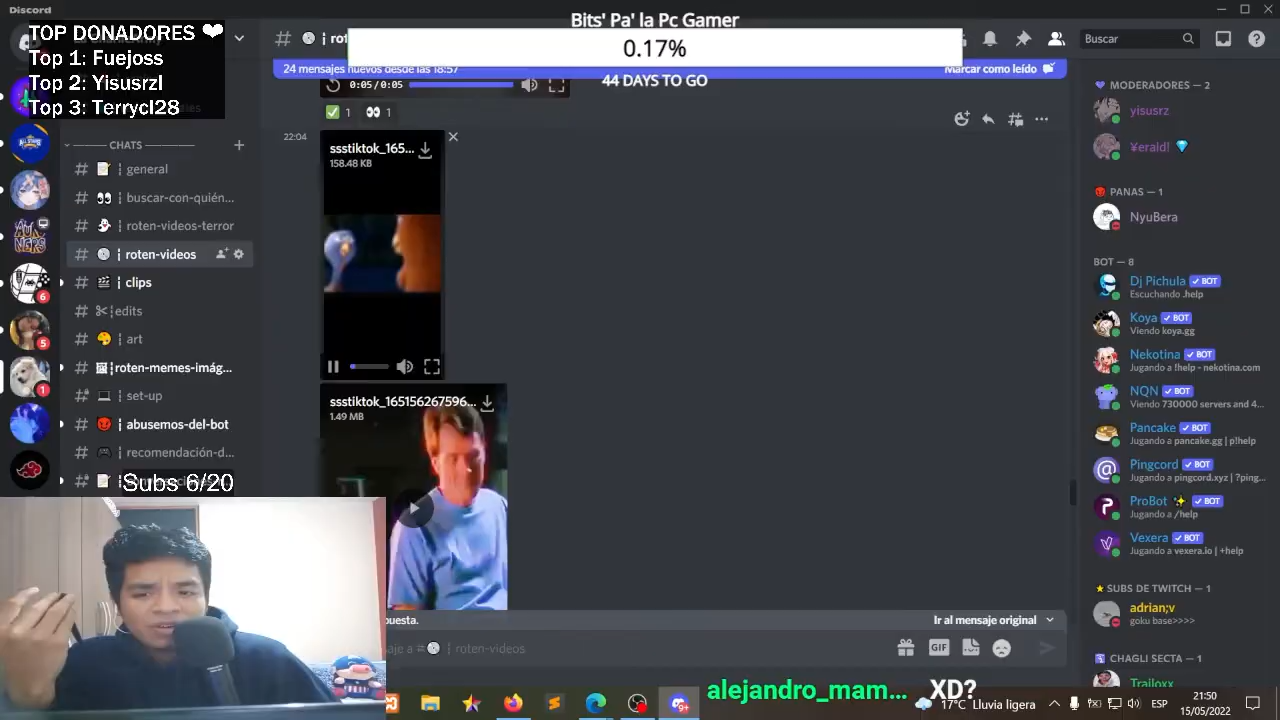 Discord
TOP DONADORES ❤
Top 1: Fuejoss
Top 2: Yisusrzl
Top 3: Terrycl28
Bits' Pa' la Pc Gamer
0.17%
44 DAYS TO GO
24 mensajes nuevos desde las 18:57
Marcar como leído
Buscar
CHATS
general
buscar-con-quién...
roten-videos-terror
roten-videos
clips
edits
art
roten-memes-imág...
set-up
abusemos-del-bot
recomendación-d...
Subs 6/20
6
5
1
0:05/0:05
1
1
22:04
ssstiktok_165...
158.48 KB
ssstiktok_165156267596...
1.49 MB
Ir al mensaje original
roten-videos
GIF
MODERADORES — 2
yisusrz
¥erald!
PANAS — 1
NyuBera
BOT — 8
Dj Pichula BOT
Escuchando .help
Koya BOT
Viendo koya.gg
Nekotina BOT
Jugando a !help - nekotina.com
NQN BOT
Viendo 730000 servers and 4...
Pancake BOT
Jugando a pancake.gg | p!help
Pingcord BOT
Jugando a pingcord.xyz | ?ping...
ProBot BOT
Jugando a /help
Vexera BOT
Jugando a vexera.io | +help
SUBS DE TWITCH — 1
adrian;v
goku base>>>>
CHAGLI SECTA — 1
Trailoxx
alejandro_mam... XD?
17°C Lluvia ligera
ESP
21:50
15/05/2022